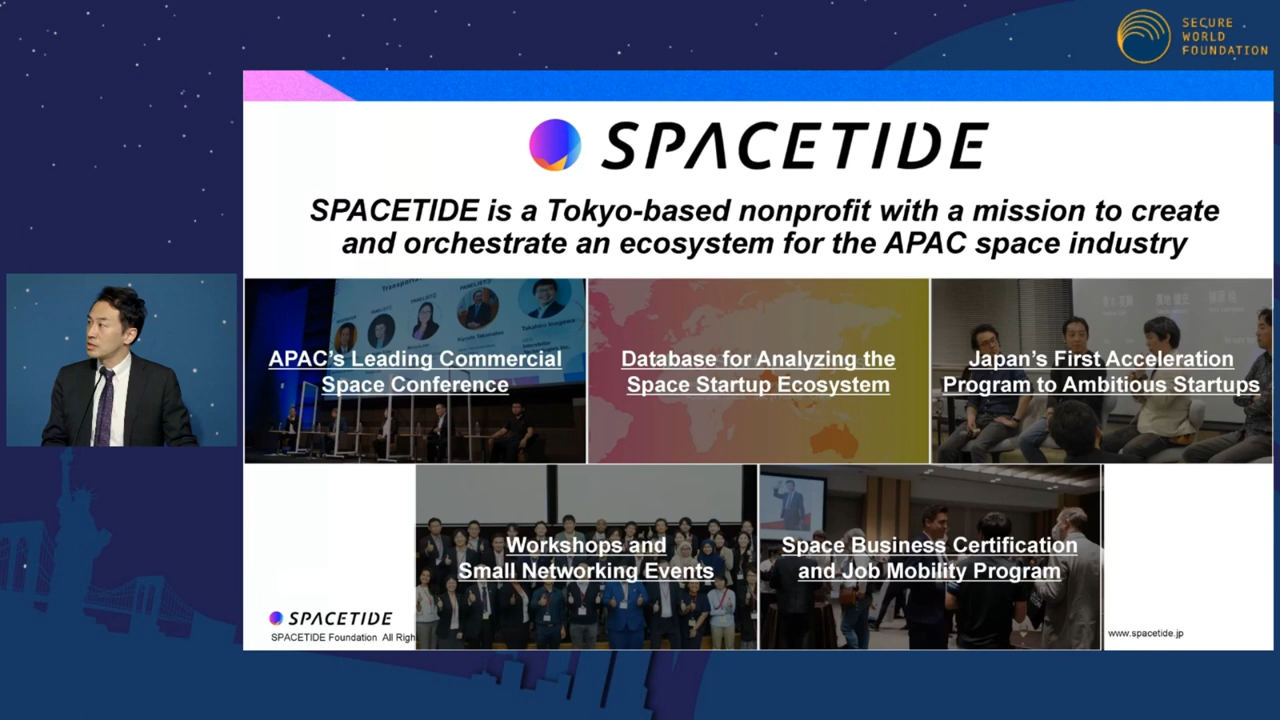 SECURE
WORLD
FOUNDATION
SPACETIDE
SPACETIDE is a Tokyo-based nonprofit with a mission to create
and orchestrate an ecosystem for the APAC space industry
PANELIST
PANELIST
APAC's Leading Commercial
Space Conference
Database for Analyzing the
Space Startup Ecosystem
Japan's First Acceleration
Program to Ambitious Startups
Workshops and
Small Networking Events
Space Business Certification
and Job Mobility Program
SPACETIDE
SPACETIDE Foundation All Righ
www.spacetide.jp